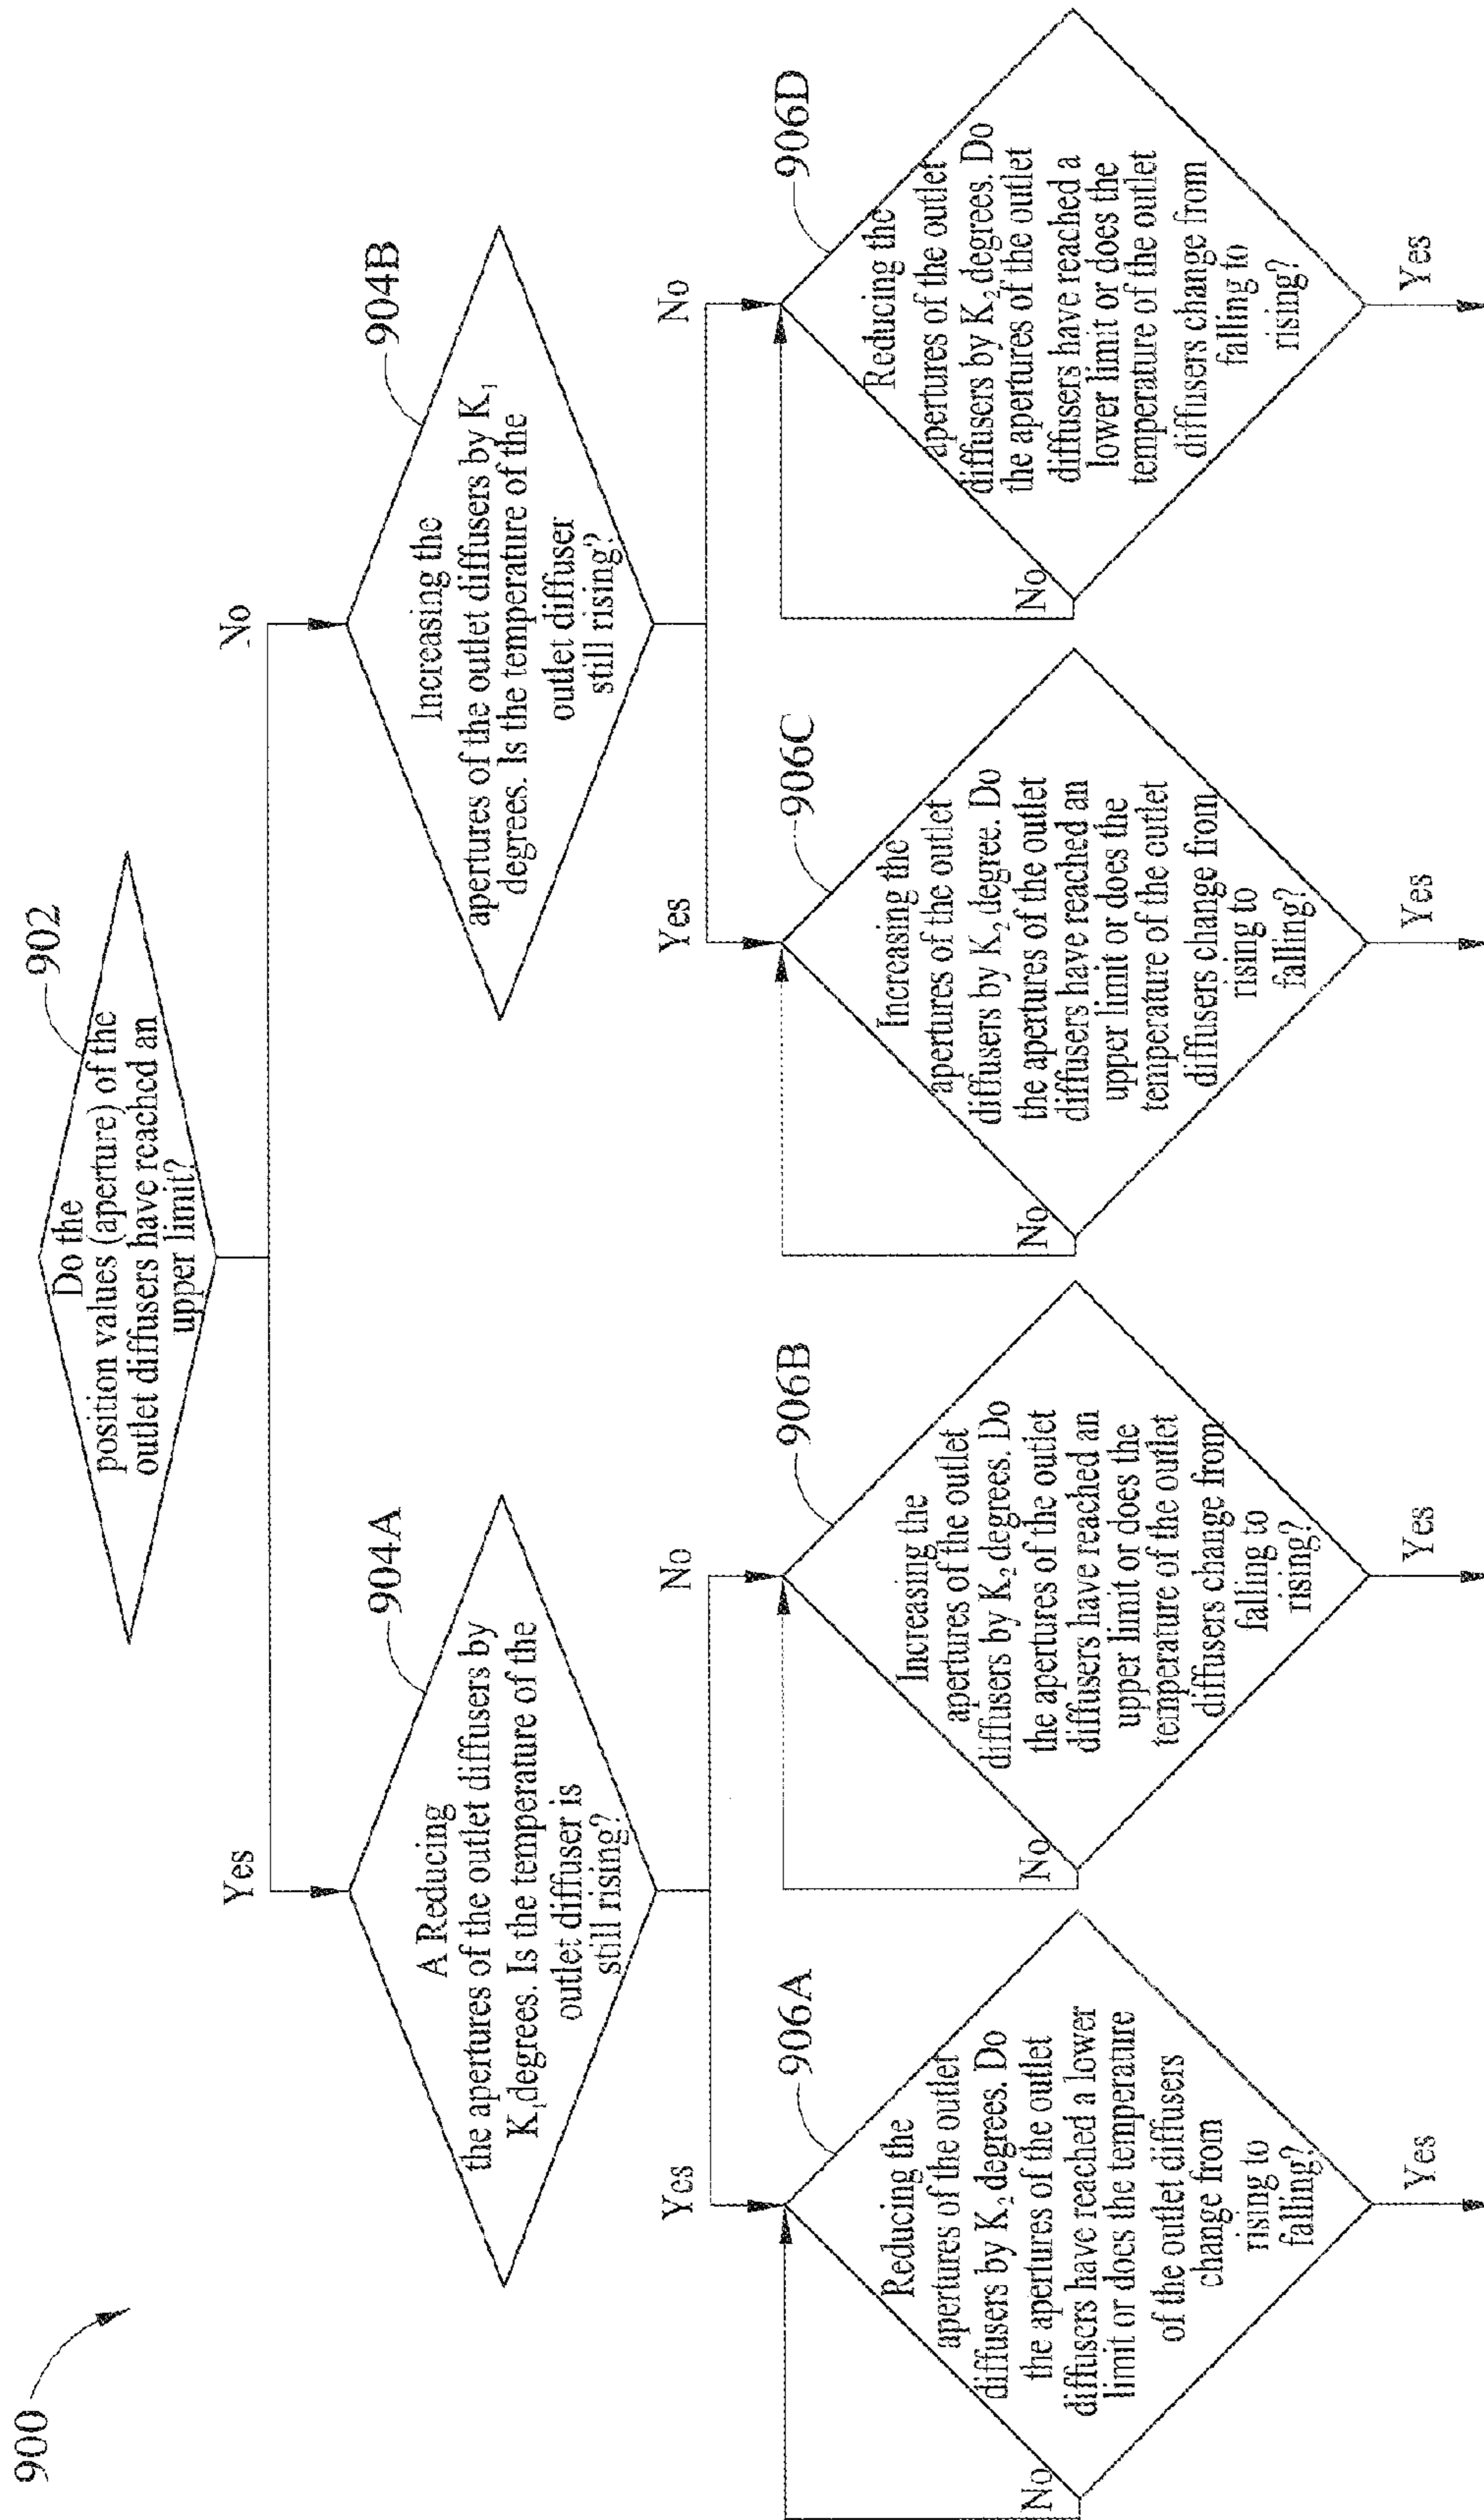 900
902
Do the
position values (aperture) of the
outlet diffusers have reached an
upper limit?
Yes
No
904A
A Reducing
the apertures of the outlet diffusers by
K₁degrees. Is the temperature of the
outlet diffuser is
still rising?
904B
Increasing the
apertures of the outlet diffusers by K₁
degrees. Is the temperature of the
outlet diffuser
still rising?
Yes
No
Yes
No
906A
Reducing the
apertures of the outlet
diffusers by K₂ degrees. Do
the apertures of the outlet
diffusers have reached a lower
limit or does the temperature
of the outlet diffusers
change from
rising to
falling?
No
Yes
906B
Increasing the
apertures of the outlet
diffusers by K₂ degrees. Do
the apertures of the outlet
diffusers have reached an
upper limit or does the
temperature of the outlet
diffusers change from
falling to
rising?
No
Yes
906C
Increasing the
apertures of the outlet
diffusers by K₂ degree. Do
the apertures of the outlet
diffusers have reached an
upper limit or does the
temperature of the outlet
diffusers change from
rising to
falling?
No
Yes
906D
Reducing the
apertures of the outlet
diffusers by K₂ degrees. Do
the apertures of the outlet
diffusers have reached a
lower limit or does the
temperature of the outlet
diffusers change from
falling to
rising?
No
Yes